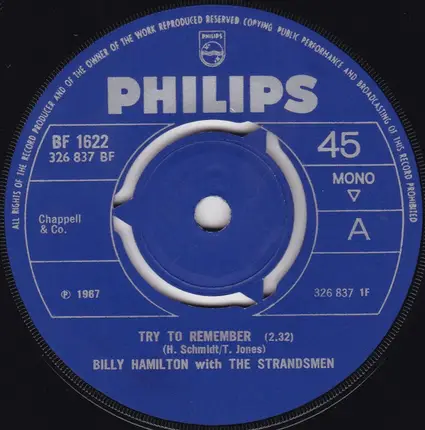 ALL RIGHTS OF THE RECORD PRODUCER AND OF THE OWNER OF THE WORK REPRODUCED RESERVED COPYING, PUBLIC PERFORMANCE AND BROADCASTING OF THIS RECORD PROHIBITED
PHILIPS
PHILIPS
BF 1622
326 837 BF
45
MONO
▽
A
Chappell
& Co.
℗ 1967
326 837 1F
TRY TO REMEMBER (2.32)
(H. Schmidt/T. Jones)
BILLY HAMILTON with THE STRANDSMEN